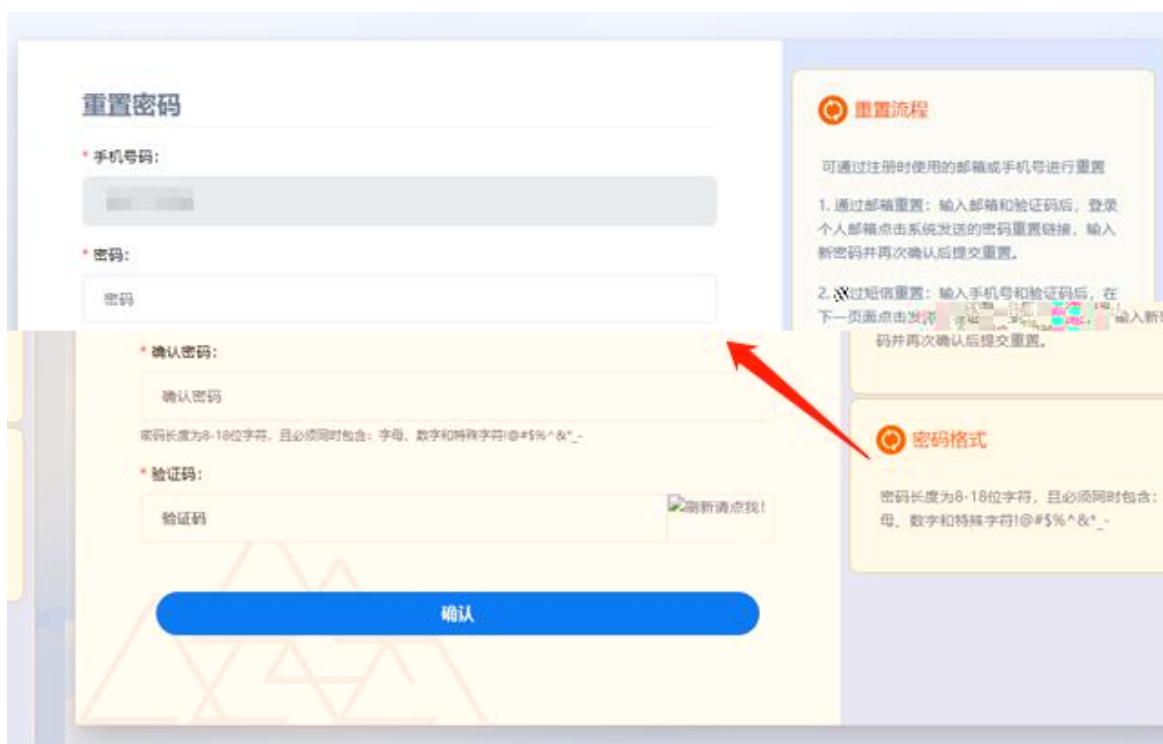 重置密码
* 手机号码：
* 密码：
密码
* 确认密码：
确认密码
密码长度为8-18位字符，且必须同时包含：字母、数字和特殊字符!@#$%^&*_-
* 验证码：
验证码
刷新请点我！
确认
重置流程
可通过注册时使用的邮箱或手机号进行重置
1. 通过邮箱重置：输入邮箱和验证码后，登录
个人邮箱点击系统发送的密码重置链接，输入
新密码并再次确认后提交重置。
2. 过短信重置：输入手机号和验证码后，在
下一页面点击发 输入新
码并再次确认后提交重置。
密码格式
密码长度为8-18位字符，且必须同时包含：
母、数字和特殊字符!@#$%^&*_-